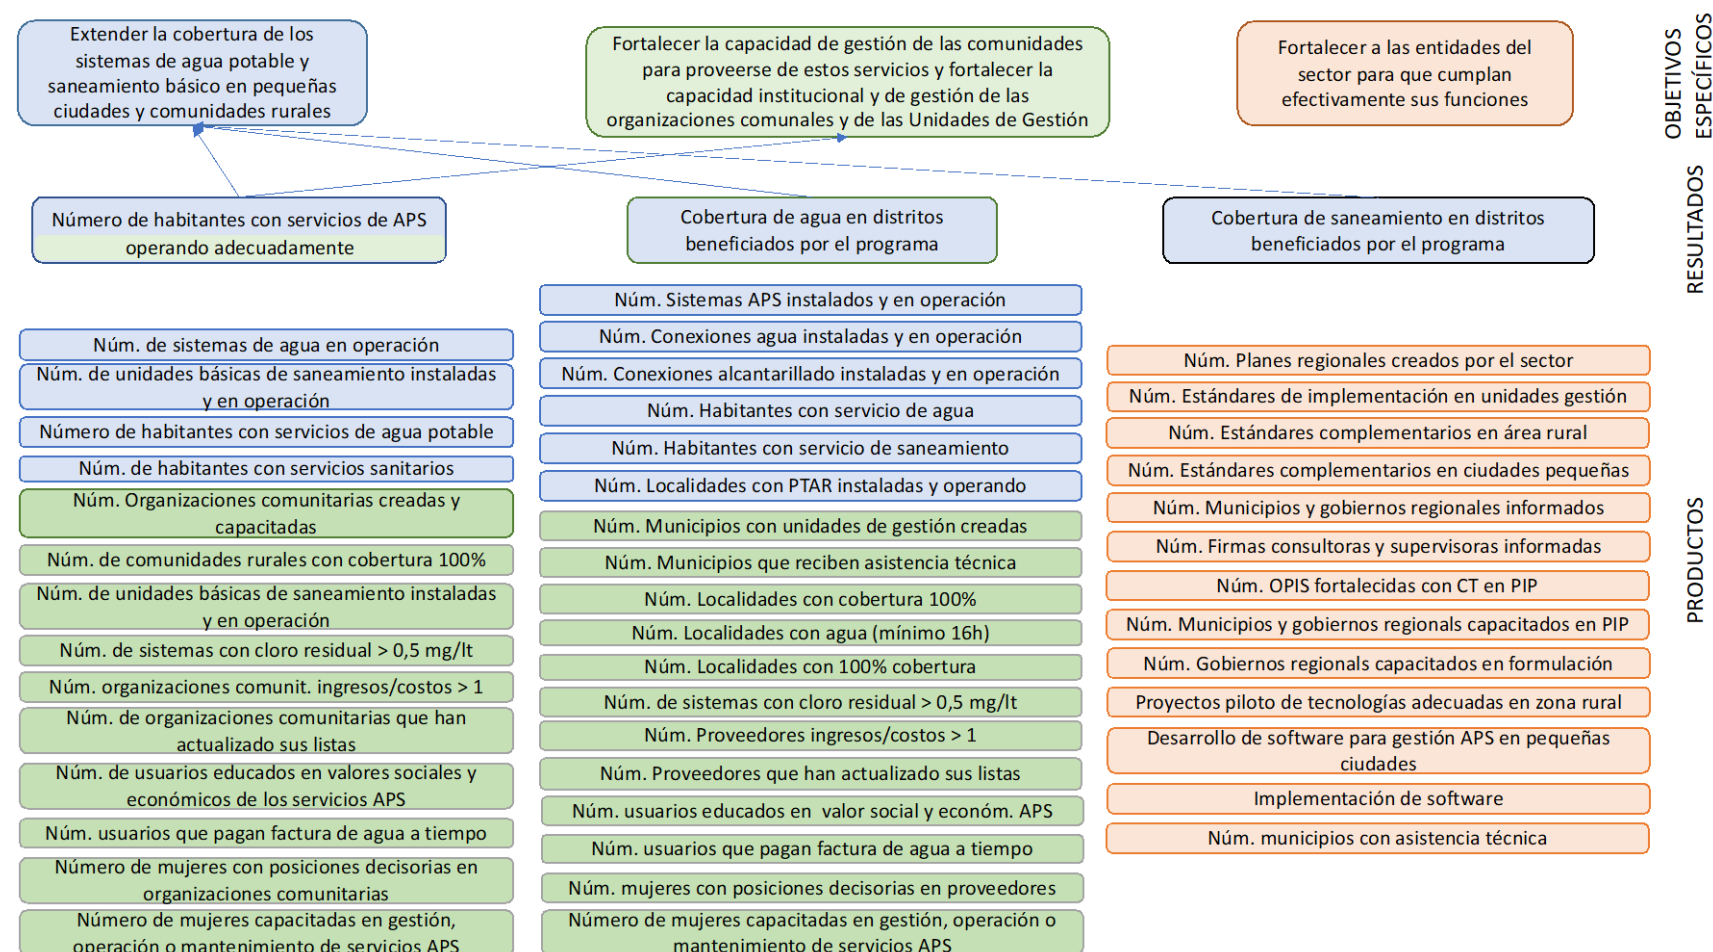 Extender la cobertura de los
sistemas de agua potable y
saneamiento básico en pequeñas
ciudades y comunidades rurales
Fortalecer la capacidad de gestión de las comunidades
para proveerse de estos servicios y fortalecer la
capacidad institucional y de gestión de las
organizaciones comunales y de las Unidades de Gestión
Fortalecer a las entidades del
sector para que cumplan
efectivamente sus funciones
OBJETIVOS
ESPECÍFICOS
Número de habitantes con servicios de APS
operando adecuadamente
Cobertura de agua en distritos
beneficiados por el programa
Cobertura de saneamiento en distritos
beneficiados por el programa
RESULTADOS
Núm. de sistemas de agua en operación
Núm. de unidades básicas de saneamiento instaladas
y en operación
Número de habitantes con servicios de agua potable
Núm. de habitantes con servicios sanitarios
Núm. Organizaciones comunitarias creadas y
capacitadas
Núm. de comunidades rurales con cobertura 100%
Núm. de unidades básicas de saneamiento instaladas
y en operación
Núm. de sistemas con cloro residual > 0,5 mg/lt
Núm. organizaciones comunit. ingresos/costos > 1
Núm. de organizaciones comunitarias que han
actualizado sus listas
Núm. de usuarios educados en valores sociales y
económicos de los servicios APS
Núm. usuarios que pagan factura de agua a tiempo
Número de mujeres con posiciones decisorias en
organizaciones comunitarias
Número de mujeres capacitadas en gestión,
operación o mantenimiento de servicios APS
Núm. Sistemas APS instalados y en operación
Núm. Conexiones agua instaladas y en operación
Núm. Conexiones alcantarillado instaladas y en operación
Núm. Habitantes con servicio de agua
Núm. Habitantes con servicio de saneamiento
Núm. Localidades con PTAR instaladas y operando
Núm. Municipios con unidades de gestión creadas
Núm. Municipios que reciben asistencia técnica
Núm. Localidades con cobertura 100%
Núm. Localidades con agua (mínimo 16h)
Núm. Localidades con 100% cobertura
Núm. de sistemas con cloro residual > 0,5 mg/lt
Núm. Proveedores ingresos/costos > 1
Núm. Proveedores que han actualizado sus listas
Núm. usuarios educados en valor social y económ. APS
Núm. usuarios que pagan factura de agua a tiempo
Núm. mujeres con posiciones decisorias en proveedores
Número de mujeres capacitadas en gestión, operación o
mantenimiento de servicios APS
Núm. Planes regionales creados por el sector
Núm. Estándares de implementación en unidades gestión
Núm. Estándares complementarios en área rural
Núm. Estándares complementarios en ciudades pequeñas
Núm. Municipios y gobiernos regionales informados
Núm. Firmas consultoras y supervisoras informadas
Núm. OPIS fortalecidas con CT en PIP
Núm. Municipios y gobiernos regionals capacitados en PIP
Núm. Gobiernos regionals capacitados en formulación
Proyectos piloto de tecnologías adecuadas en zona rural
Desarrollo de software para gestión APS en pequeñas
ciudades
Implementación de software
Núm. municipios con asistencia técnica
PRODUCTOS